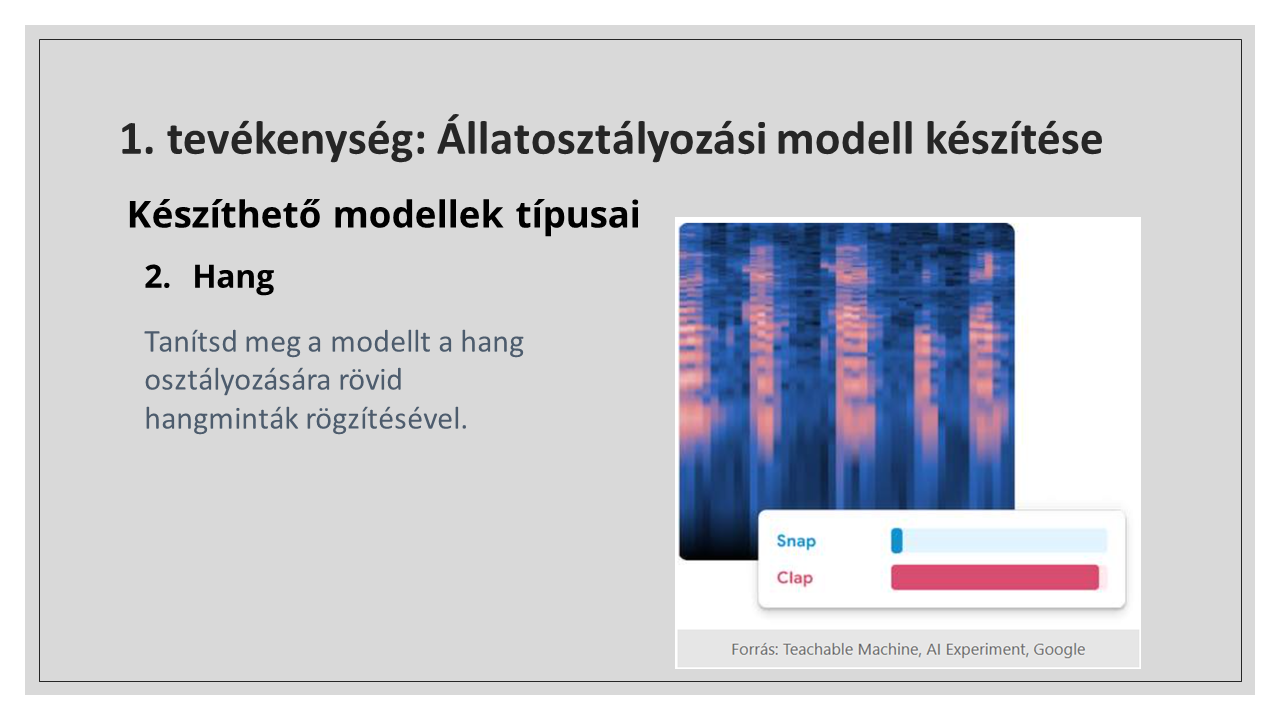 1. tevékenység: Állatosztályozási modell készítése
Készíthető modellek típusai
2. Hang
Tanítsd meg a modellt a hang
osztályozására rövid
hangminták rögzítésével.
Snap
Clap
Forrás: Teachable Machine, AI Experiment, Google